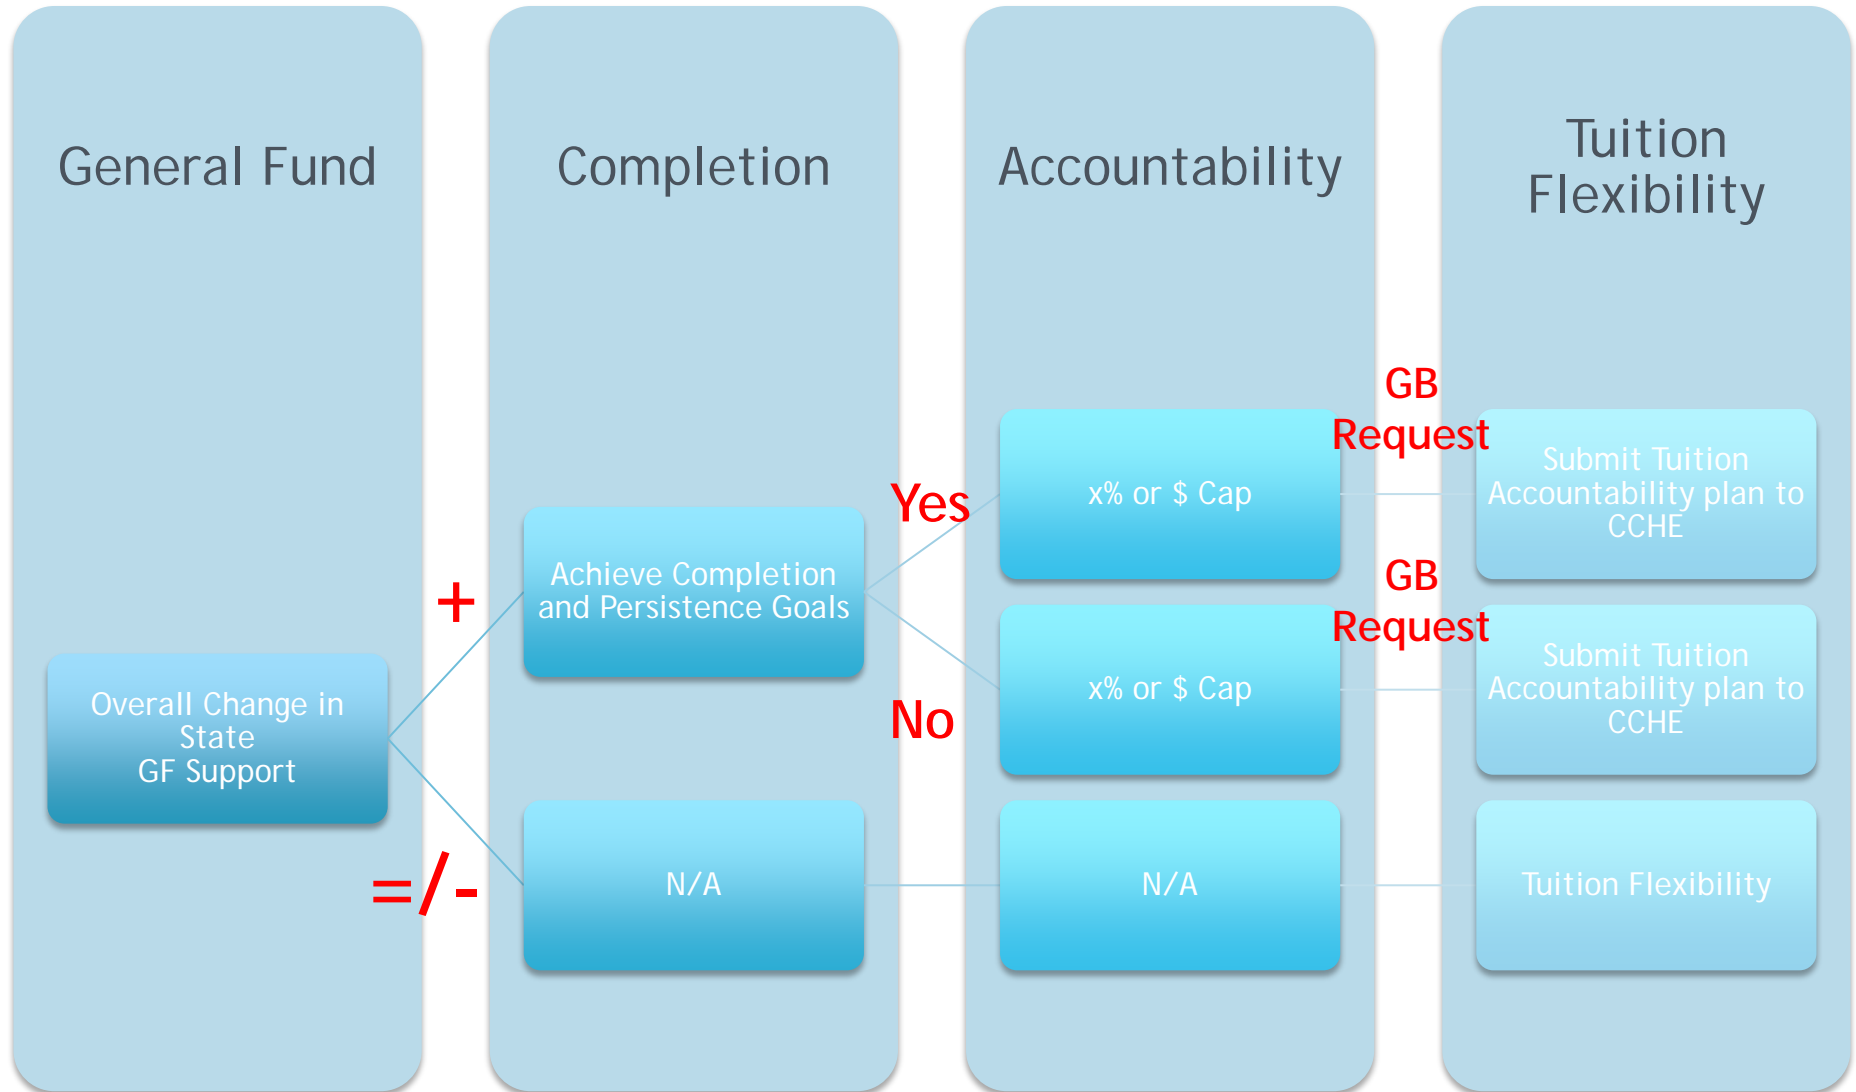 General Fund
Completion
Accountability
Tuition
Flexibility
Overall Change in
State
GF Support
+
=/-
Achieve Completion
and Persistence Goals
N/A
Yes
No
x% or $ Cap
x% or $ Cap
N/A
GB
Request
GB
Request
Submit Tuition
Accountability plan to
CCHE
Submit Tuition
Accountability plan to
CCHE
Tuition Flexibility